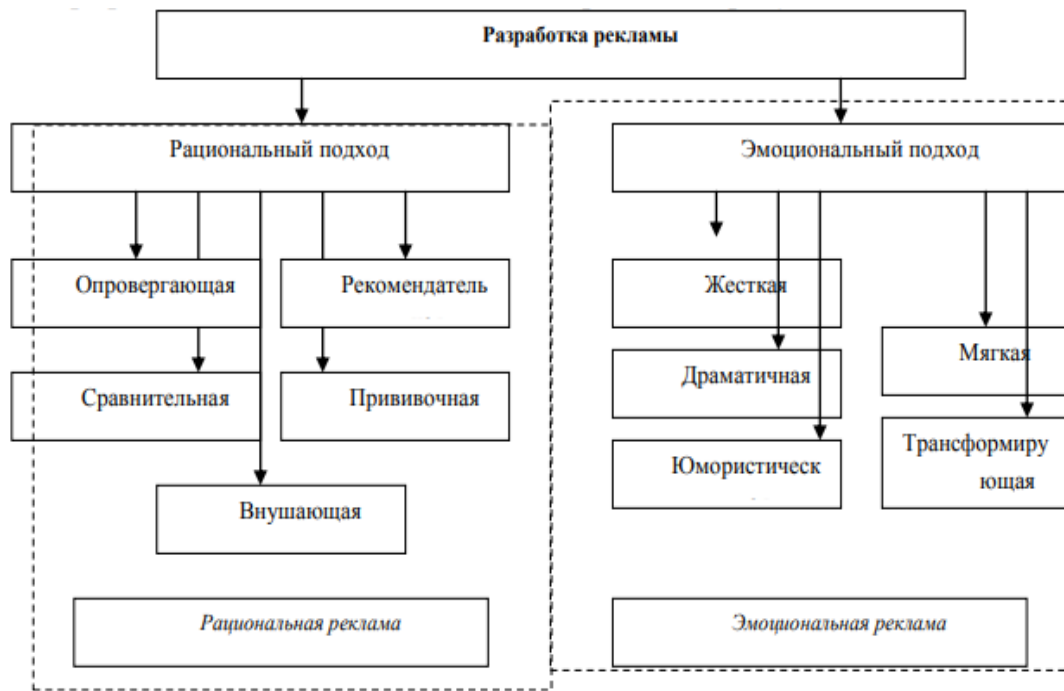 Разработка рекламы
Рациональный подход
Эмоциональный подход
Опровергающая
Рекомендатель
Жесткая
Мягкая
Сравнительная
Прививочная
Драматичная
Юмористическ
Трансформиру
ющая
Внушающая
Рациональная реклама
Эмоциональная реклама